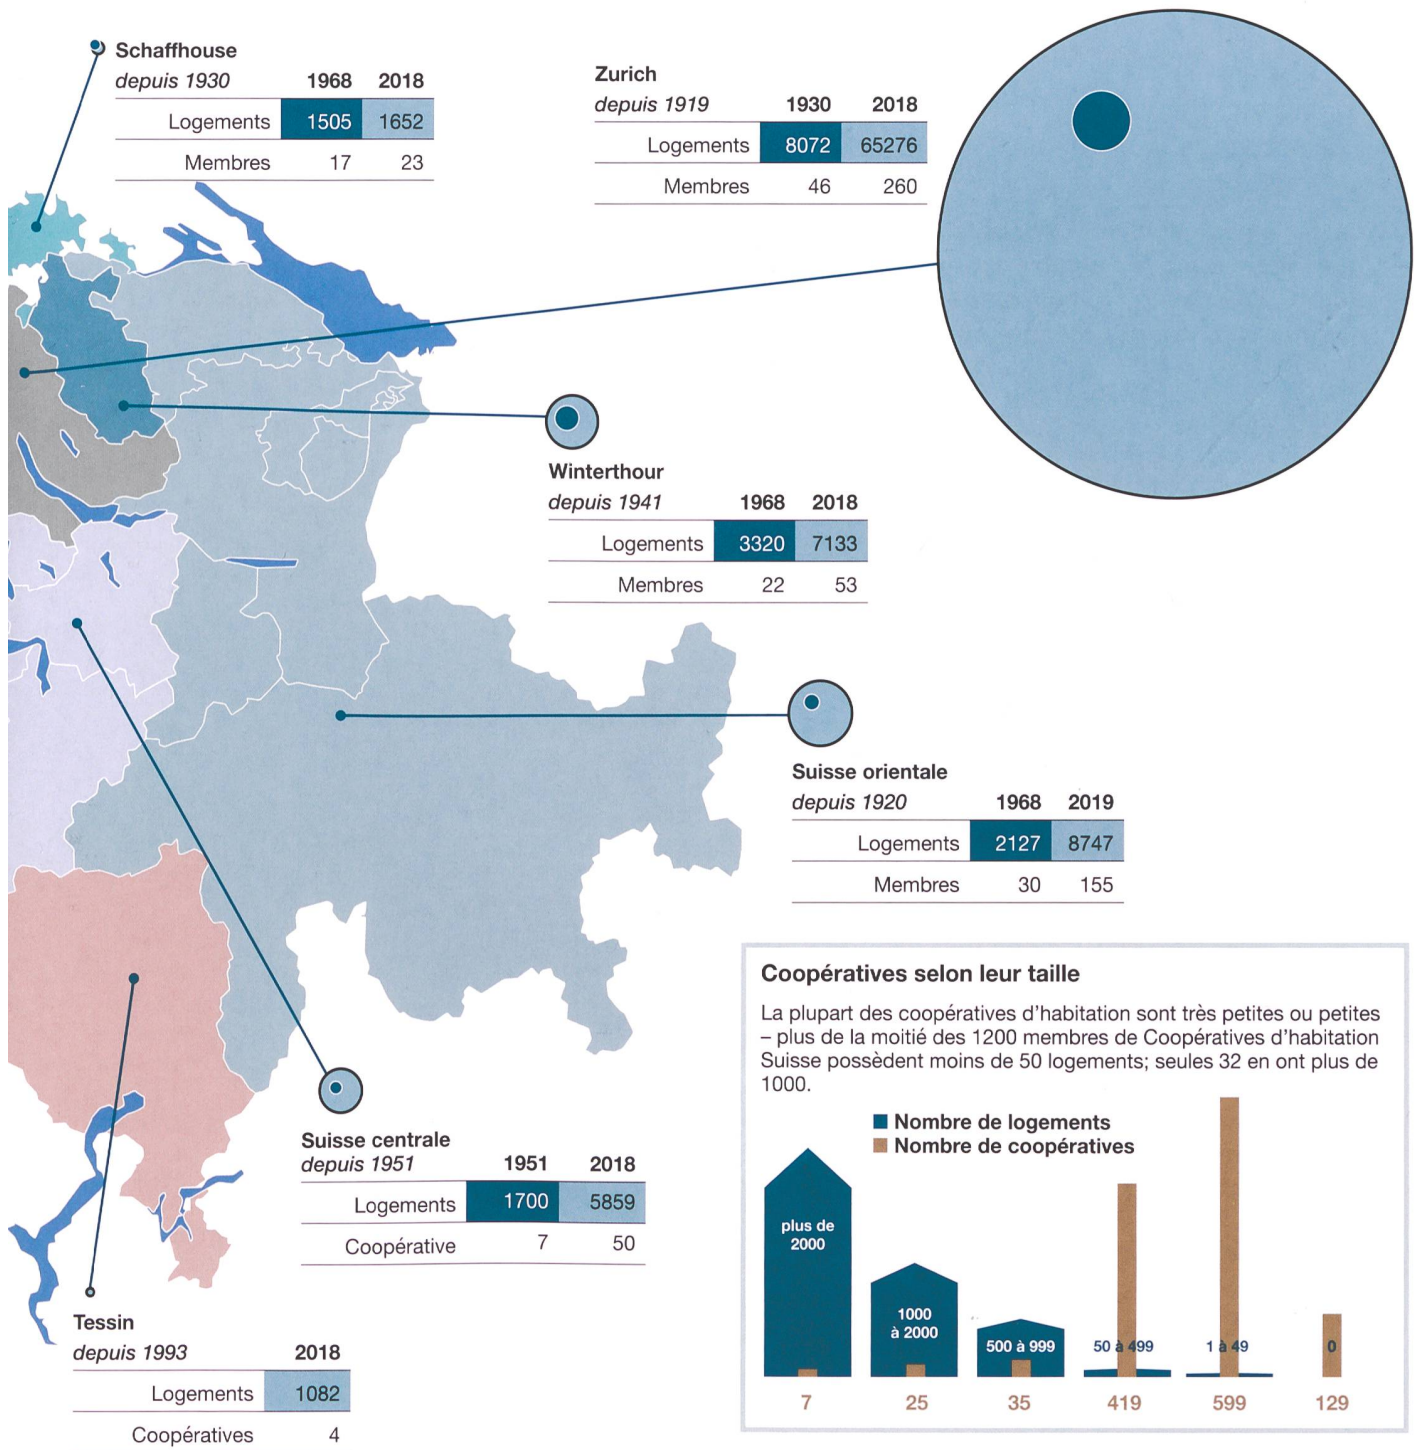 Schaffhouse
depuis 1930 1968 2018
Logements 1505 1652
Membres 17 23
Zurich
depuis 1919 1930 2018
Logements 8072 65276
Membres 46 260
Winterthour
depuis 1941 1968 2018
Logements 3320 7133
Membres 22 53
Suisse orientale
depuis 1920 1968 2019
Logements 2127 8747
Membres 30 155
Suisse centrale
depuis 1951 1951 2018
Logements 1700 5859
Coopérative 7 50
Tessin
depuis 1993 2018
Logements 1082
Coopératives 4
Coopératives selon leur taille
La plupart des coopératives d'habitation sont très petites ou petites
– plus de la moitié des 1200 membres de Coopératives d'habitation
Suisse possèdent moins de 50 logements; seules 32 en ont plus de
1000.
Nombre de logements
Nombre de coopératives
plus de
2000
1000
à 2000
500 à 999
50 à 499
1 à 49
0
7 25 35 419 599 129